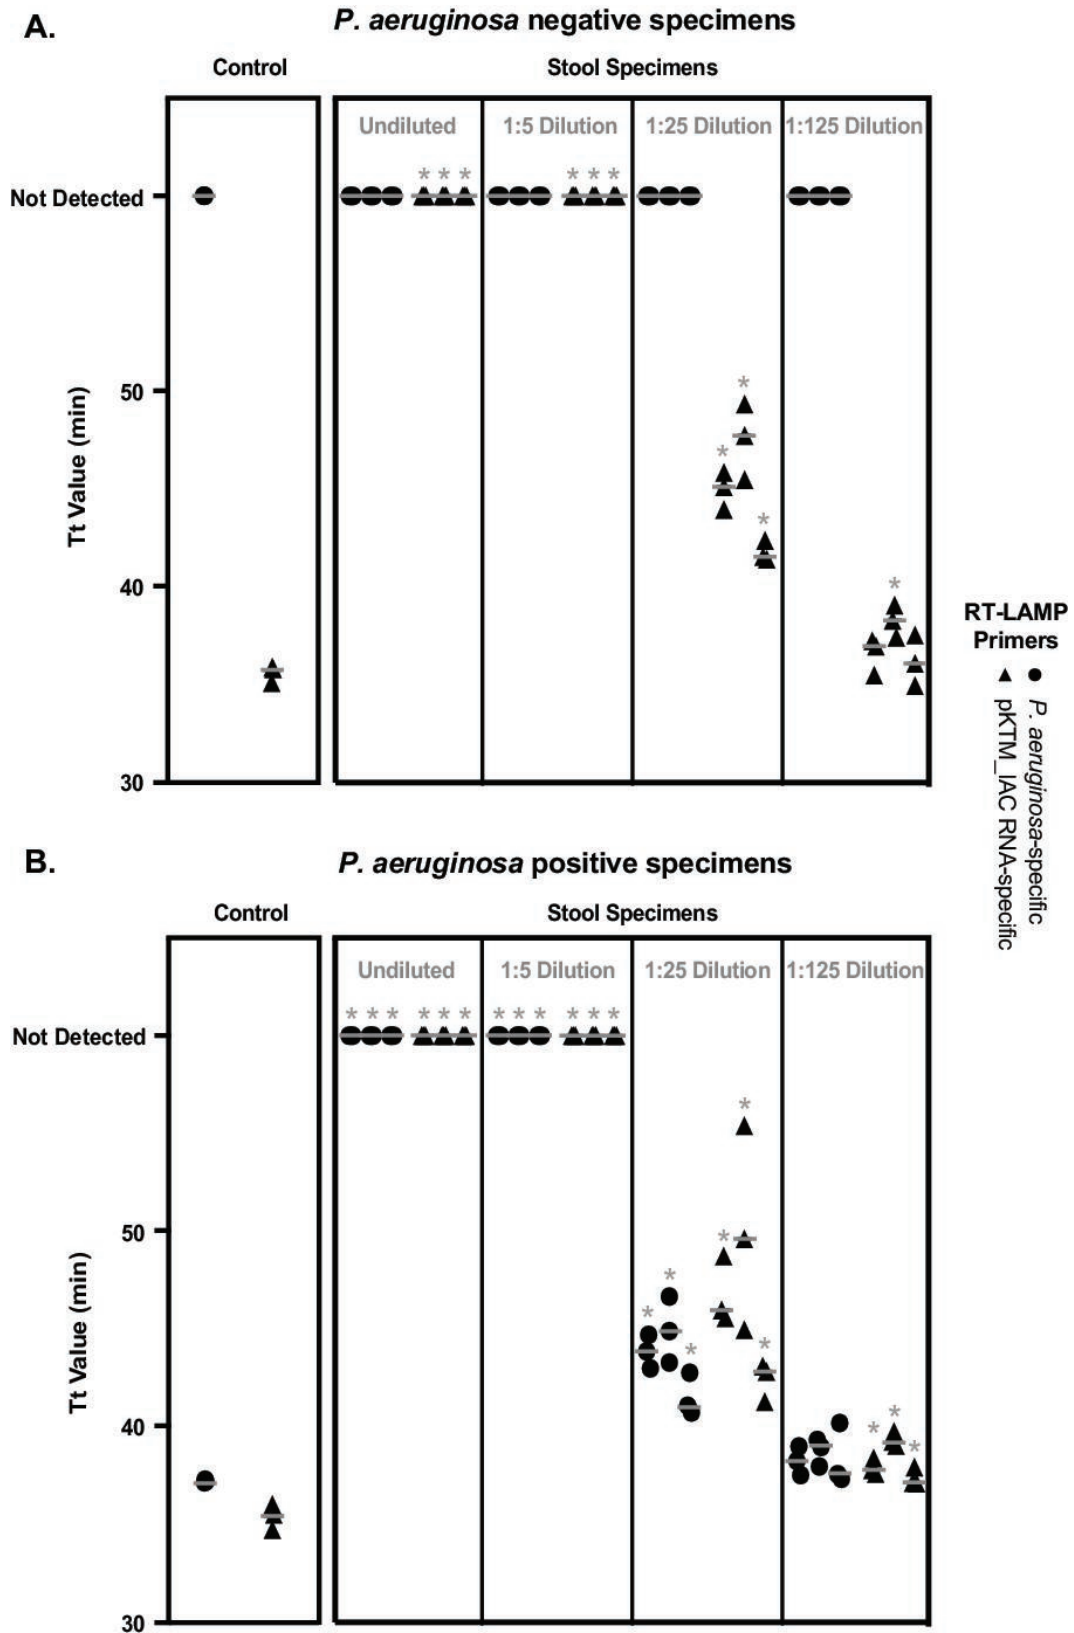 A.
P. aeruginosa negative specimens
Control
Stool Specimens
Undiluted
1:5 Dilution
1:25 Dilution
1:125 Dilution
* * *
* * *
Not Detected
50
*
*
*
Tt Value (min)
40
*
30
RT-LAMP
Primers
P. aeruginosa-specific
pKTM_IAC RNA-specific
B.
P. aeruginosa positive specimens
Control
Stool Specimens
Undiluted
1:5 Dilution
1:25 Dilution
1:125 Dilution
* * * * * *
* * * * * *
Not Detected
*
50
*
*
*
*
*
Tt Value (min)
40
*
*
*
30